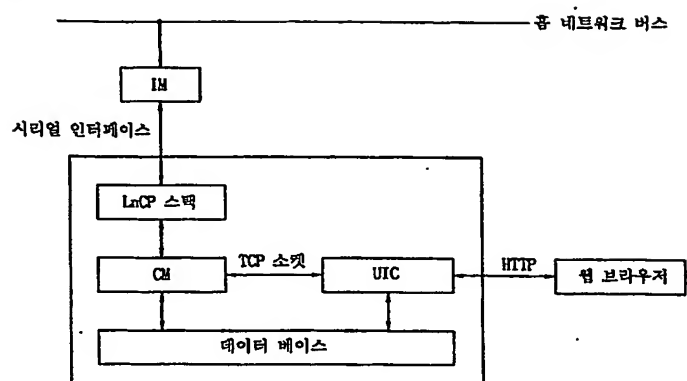 홈 네트워크 버스
IM
시리얼 인터페이스
LnCP 스택
CM
TCP 소켓
UIC
HTTP
웹 브라우저
데이터 베이스